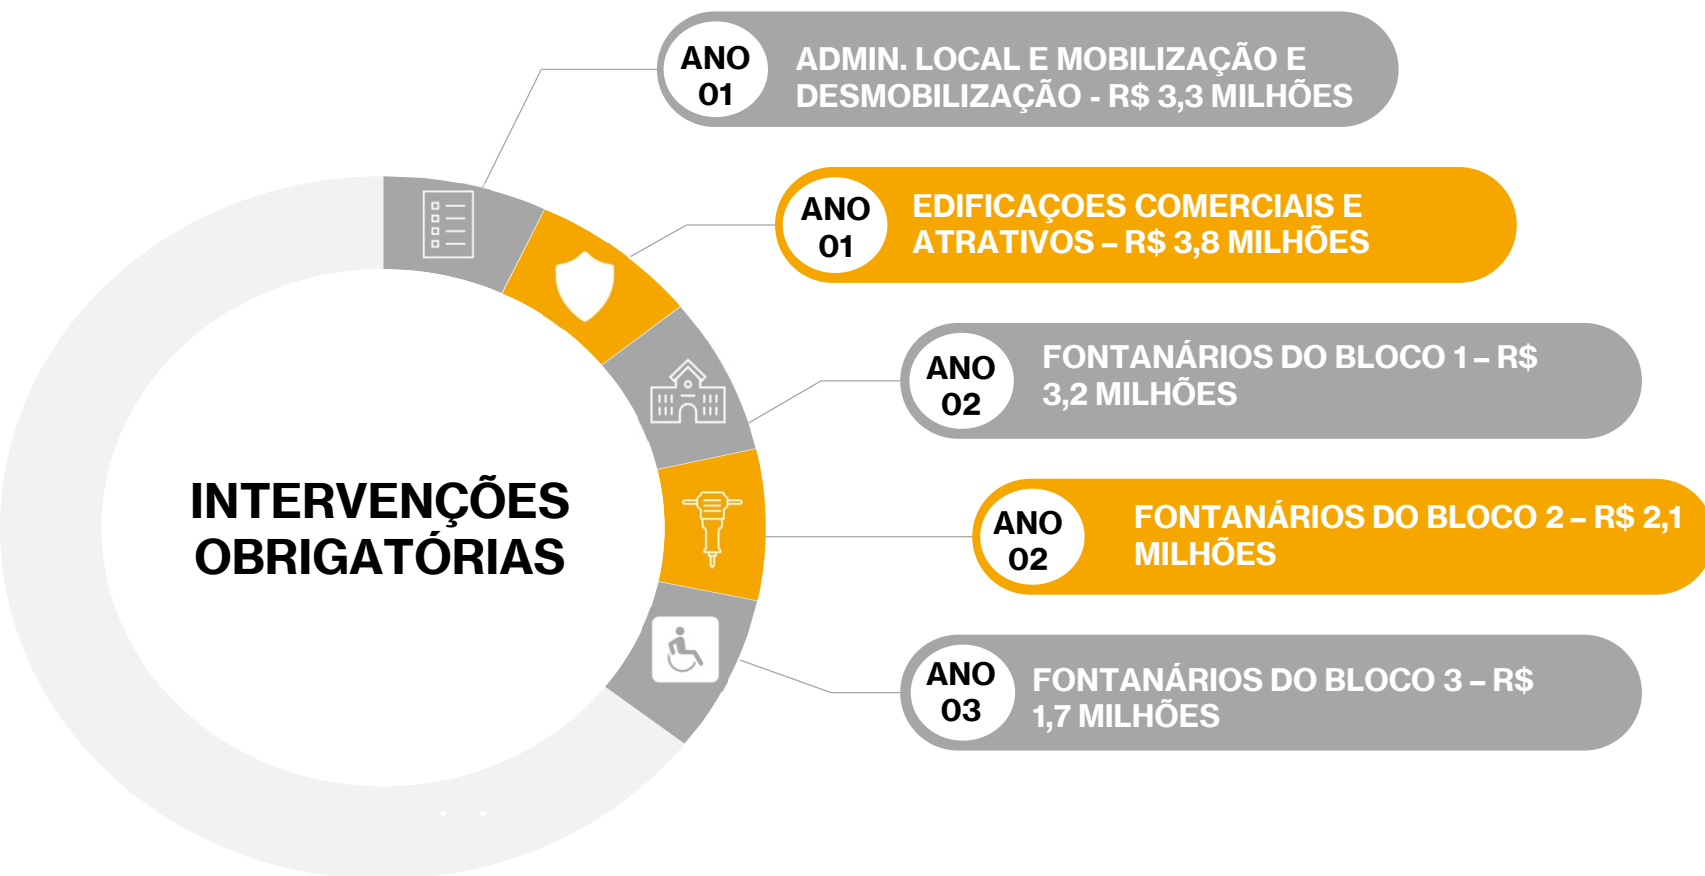 ANO
01
ADMIN. LOCAL E MOBILIZAÇÃO E
DESMOBILIZAÇÃO - R$ 3,3 MILHÕES
ANO
01
EDIFICAÇOES COMERCIAIS E
ATRATIVOS – R$ 3,8 MILHÕES
ANO
02
FONTANÁRIOS DO BLOCO 1 – R$
3,2 MILHÕES
INTERVENÇÕES
OBRIGATÓRIAS
ANO
02
FONTANÁRIOS DO BLOCO 2 – R$ 2,1
MILHÕES
ANO
03
FONTANÁRIOS DO BLOCO 3 – R$
1,7 MILHÕES